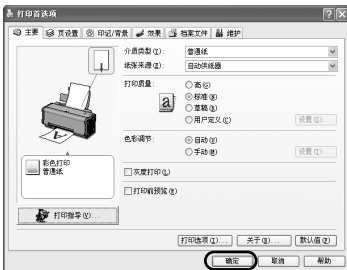 打印首选项
主要 页设置 印记/背景 效果 档案文件 维护
介质类型(Y): 普通纸
纸张来源(P): 自动供纸器
打印质量: 高(G)
标准(S)
草稿(R)
用户定义(C) 设置(E)...
色彩调节: 自动(U)
手动(M) 设置(T)...
灰度打印(L)
打印前预览(W)
彩色打印
普通纸
打印指导(V)...
打印选项(I)... 关于(B)... 默认值(F)
确定 取消 帮助